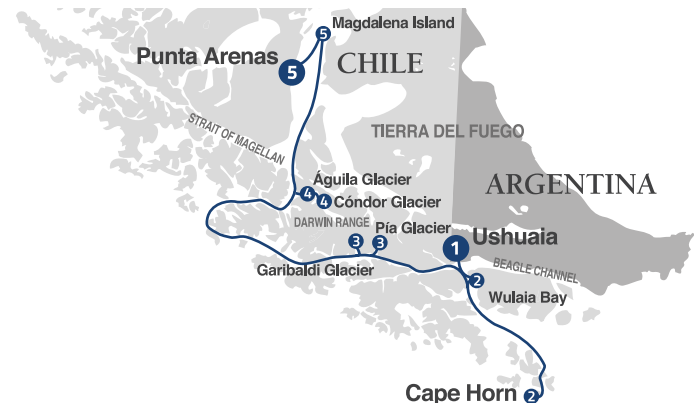 Magdalena Island
5
Punta Arenas
5
CHILE
STRAIT OF MAGELLAN
TIERRA DEL FUEGO
Águila Glacier
4
4
Cóndor Glacier
ARGENTINA
DARWIN RANGE
Pía Glacier
3
3
1
Ushuaia
Garibaldi Glacier
BEAGLE CHANNEL
2
Wulaia Bay
Cape Horn
2